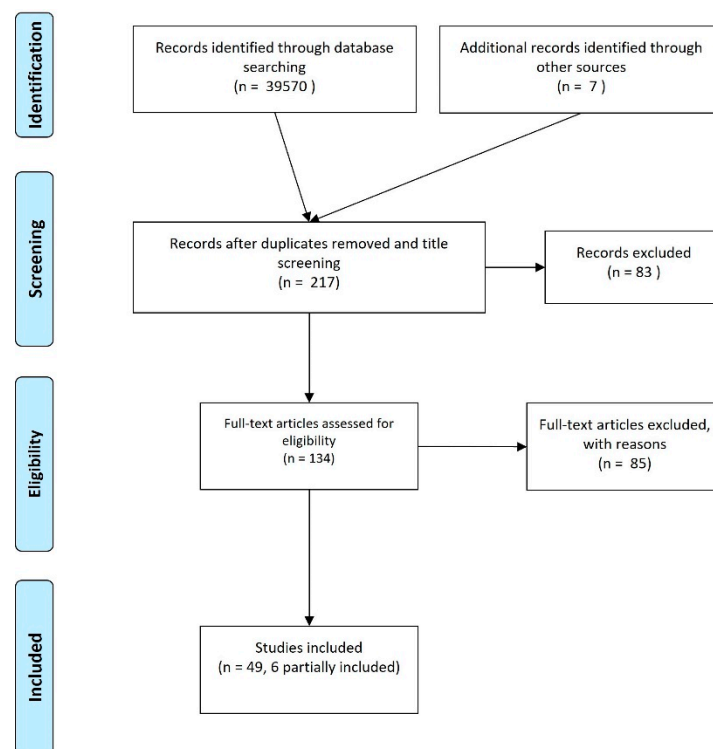 Identification
Records identified through database
searching
(n = 39570 )
Additional records identified through
other sources
(n = 7 )
Screening
Records after duplicates removed and title
screening
(n = 217)
Records excluded
(n = 83 )
Eligibility
Full-text articles assessed for
eligibility
(n = 134)
Full-text articles excluded,
with reasons
(n = 85)
Included
Studies included
(n = 49, 6 partially included)